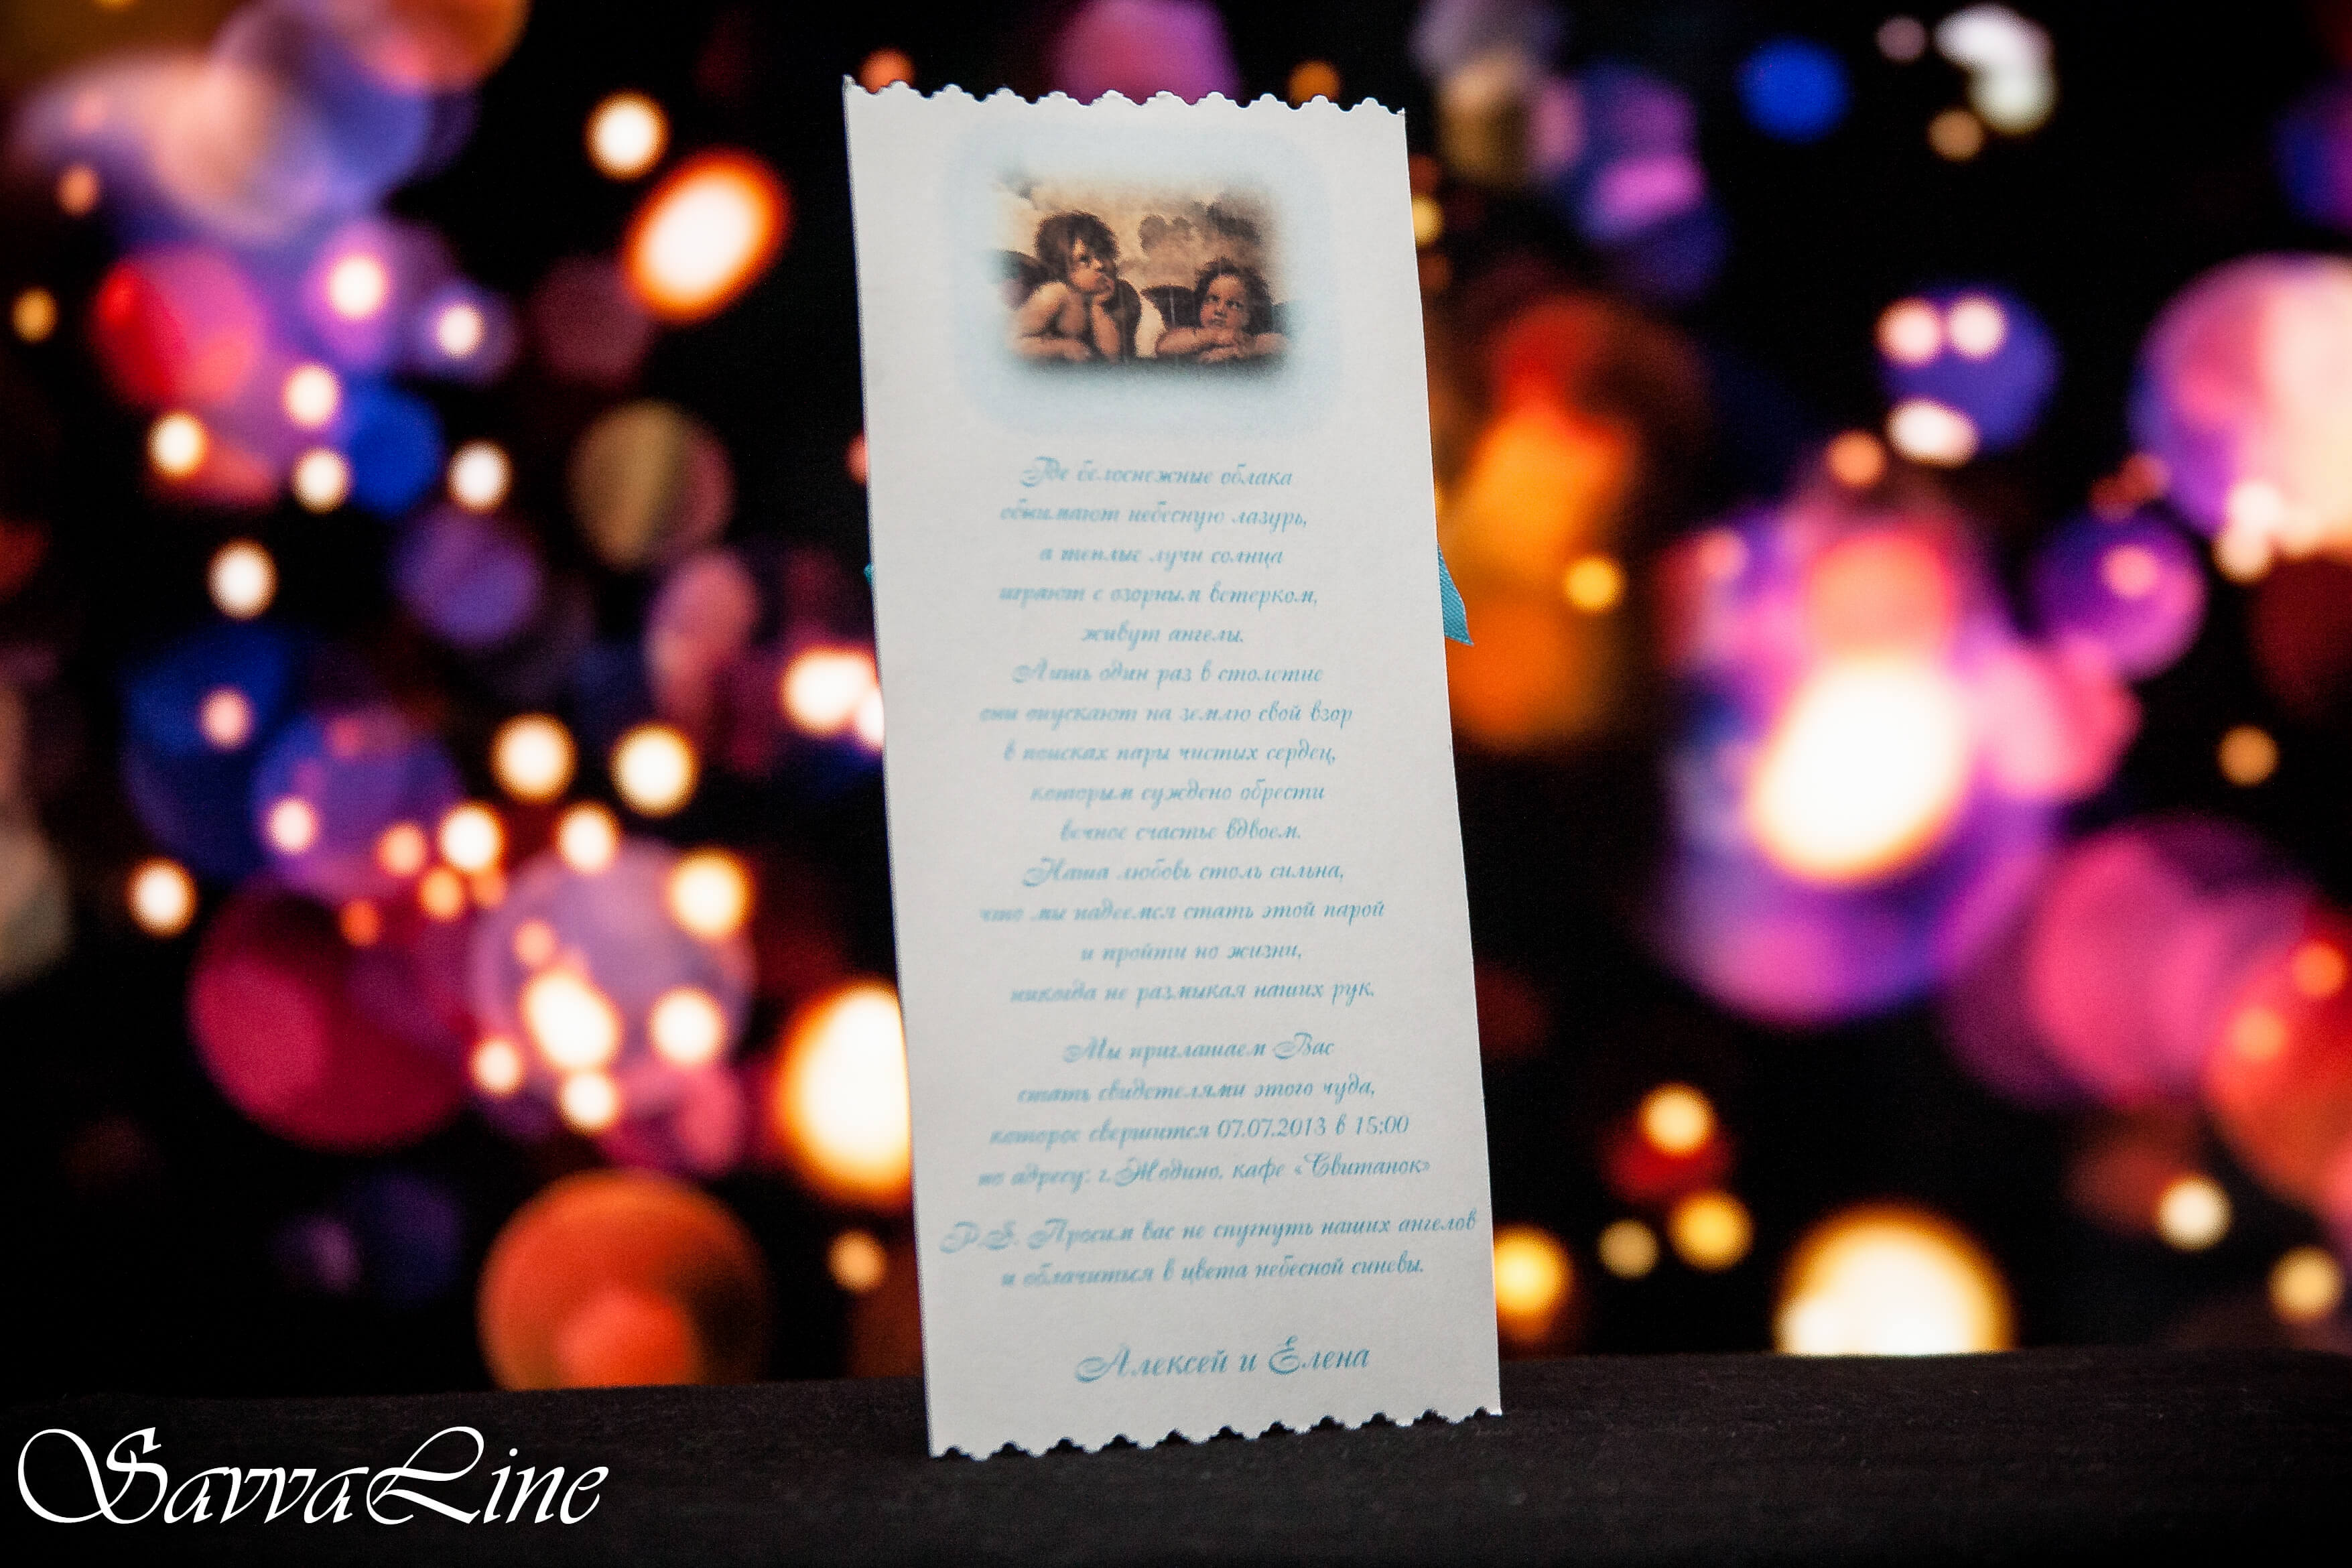 Где белоснежные облака
обнимают небесную лазурь,
а теплые лучи солнца
играют с озорным ветерком,
живут ангелы.
Лишь один раз в столетие
они опускают на землю свой взор
в поисках пары чистых сердец,
которым суждено обрести
вечное счастье вдвоем.
Наша любовь столь сильна,
что мы надеемся стать этой парой
и пройти по жизни,
никогда не размыкая наших рук.
Мы приглашаем Вас
стать свидетелями этого чуда,
которое свершится 07.07.2013 в 15:00
по адресу: г.Жодино, кафе «Свитанок»
P.S. Просим вас не спугнуть наших ангелов
и облачиться в цвета небесной синевы.
Алексей и Елена
SavvaLine